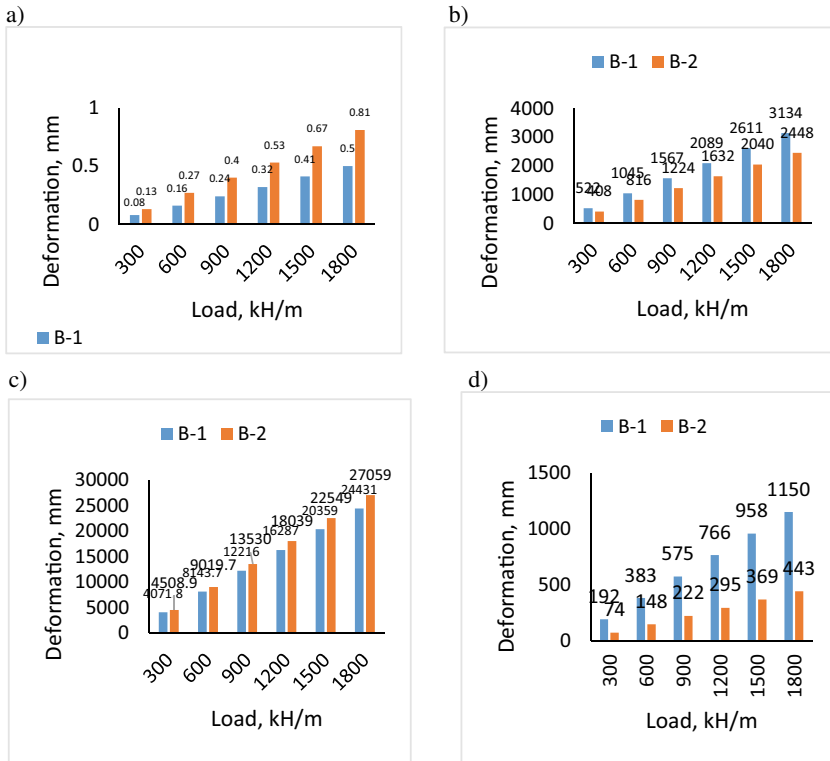 a)
1
0.5
0
Deformation, mm
0.08 0.13 0.16 0.27 0.24 0.4 0.32 0.53 0.41 0.67 0.5 0.81
300 600 900 1200 1500 1800
Load, kH/m
B-1
b)
B-1 B-2
4000
3000
2000
1000
0
Deformation, mm
522 408 1045 816 1567 1224 2089 1632 2611 2040 3134 2448
300 600 900 1200 1500 1800
Load, kH/m
c)
B-1 B-2
30000
25000
20000
15000
10000
5000
0
Deformation, mm
4071.8 4508.9 8143.7 9019.7 12216 13530 16287 18039 20359 22549 24431 27059
300 600 900 1200 1500 1800
Load, kH/m
d)
B-1 B-2
1500
1000
500
0
Deformation, mm
192 74 383 148 575 222 766 295 958 369 1150 443
300 600 900 1200 1500 1800
Load, kH/m